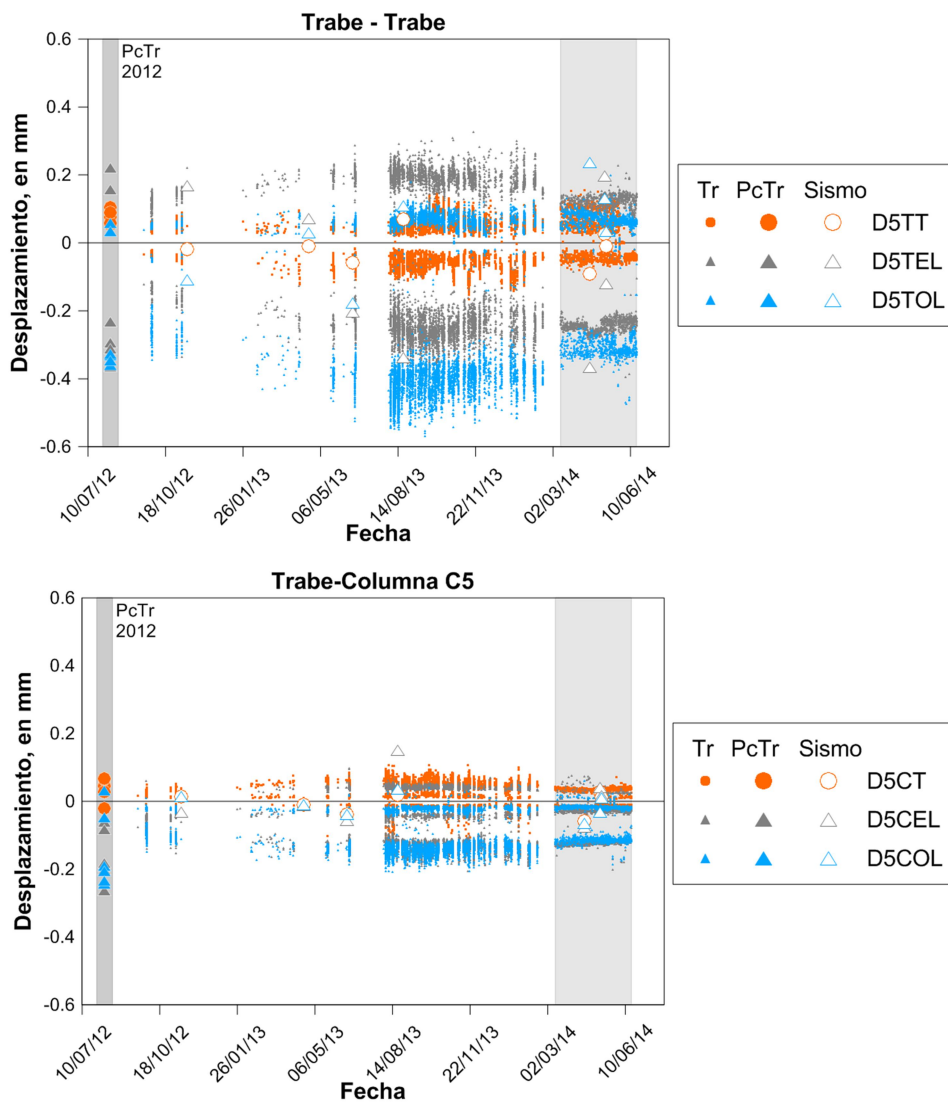 Trabe - Trabe
0.6
0.4
0.2
0
-0.2
-0.4
-0.6
Desplazamiento, en mm
PcTr
2012
10/07/12
18/10/12
26/01/13
06/05/13
14/08/13
22/11/13
02/03/14
10/06/14
Fecha
Tr PcTr Sismo
D5TT
D5TEL
D5TOL
Trabe-Columna C5
0.6
0.4
0.2
0
-0.2
-0.4
-0.6
Desplazamiento, en mm
PcTr
2012
10/07/12
18/10/12
26/01/13
06/05/13
14/08/13
22/11/13
02/03/14
10/06/14
Fecha
Tr PcTr Sismo
D5CT
D5CEL
D5COL